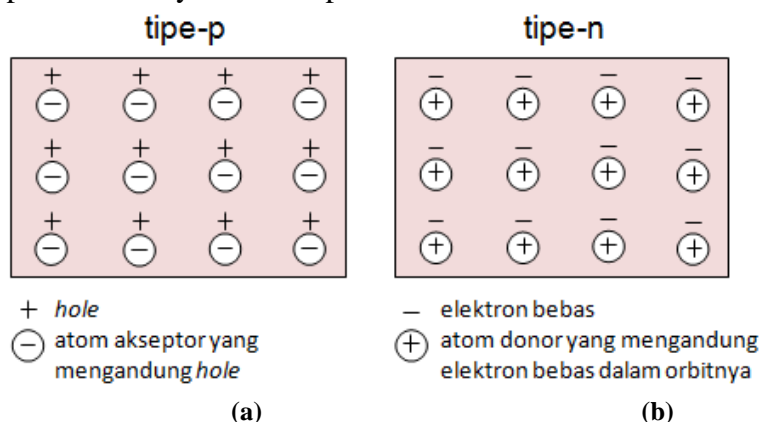 tipe-p
tipe-n
+ + + +
− − − −
+ + + +
− − − −
+ + + +
− − − −
− − − −
+ + + +
− − − −
+ + + +
− − − −
+ + + +
+ hole
− atom akseptor yang
mengandung hole
− elektron bebas
+ atom donor yang mengandung
elektron bebas dalam orbitnya
(a)
(b)